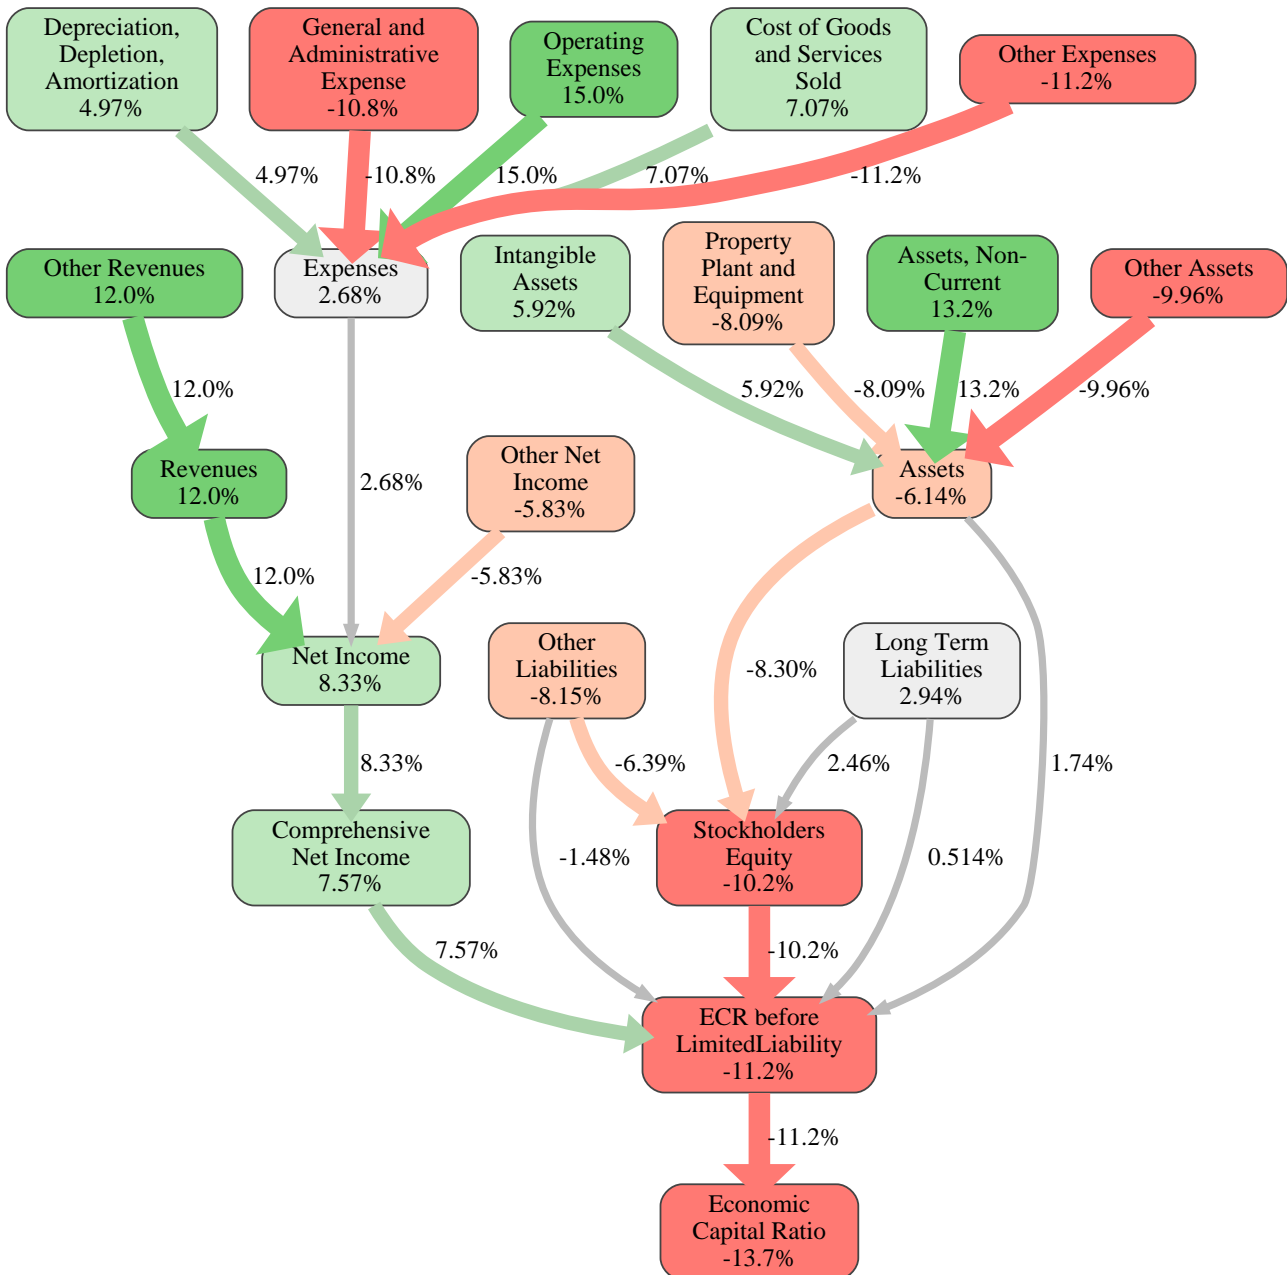 Depreciation,
Depletion,
Amortization
4.97%
General and
Administrative
Expense
-10.8%
Operating
Expenses
15.0%
Cost of Goods
and Services
Sold
7.07%
Other Expenses
-11.2%
4.97%
-10.8%
15.0%
7.07%
-11.2%
Other Revenues
12.0%
Expenses
2.68%
Intangible
Assets
5.92%
Property
Plant and
Equipment
-8.09%
Assets, Non-
Current
13.2%
Other Assets
-9.96%
12.0%
5.92%
-8.09%
13.2%
-9.96%
Revenues
12.0%
2.68%
Other Net
Income
-5.83%
Assets
-6.14%
12.0%
-5.83%
Net Income
8.33%
Other
Liabilities
-8.15%
-8.30%
Long Term
Liabilities
2.94%
8.33%
-6.39%
2.46%
1.74%
Comprehensive
Net Income
7.57%
-1.48%
Stockholders
Equity
-10.2%
0.514%
7.57%
-10.2%
ECR before
LimitedLiability
-11.2%
-11.2%
Economic
Capital Ratio
-13.7%